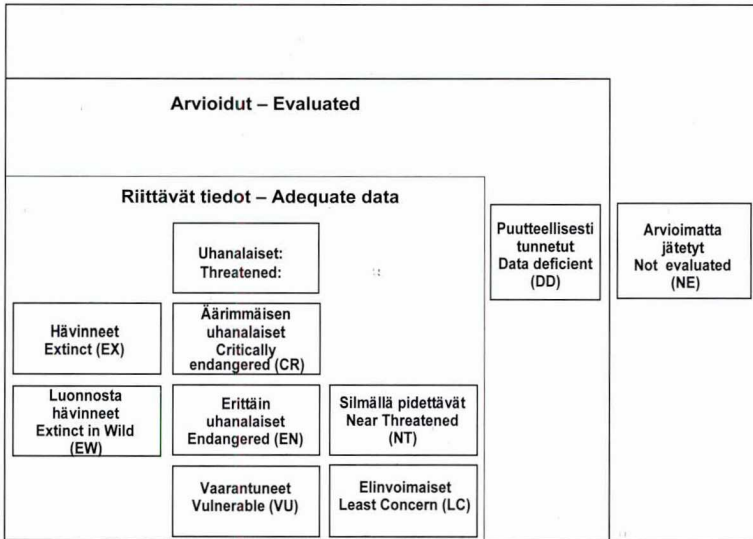 Arvioidut – Evaluated
Riittävät tiedot – Adequate data
Uhanalaiset:
Threatened:
Puutteellisesti
tunnetut
Data deficient
(DD)
Arvioimatta
jätetyt
Not evaluated
(NE)
Hävinneet
Extinct (EX)
Äärimmäisen
uhanalaiset
Critically
endangered (CR)
Luonnosta
hävinneet
Extinct in Wild
(EW)
Erittäin
uhanalaiset
Endangered (EN)
Silmällä pidettävät
Near Threatened
(NT)
Vaarantuneet
Vulnerable (VU)
Elinvoimaiset
Least Concern (LC)